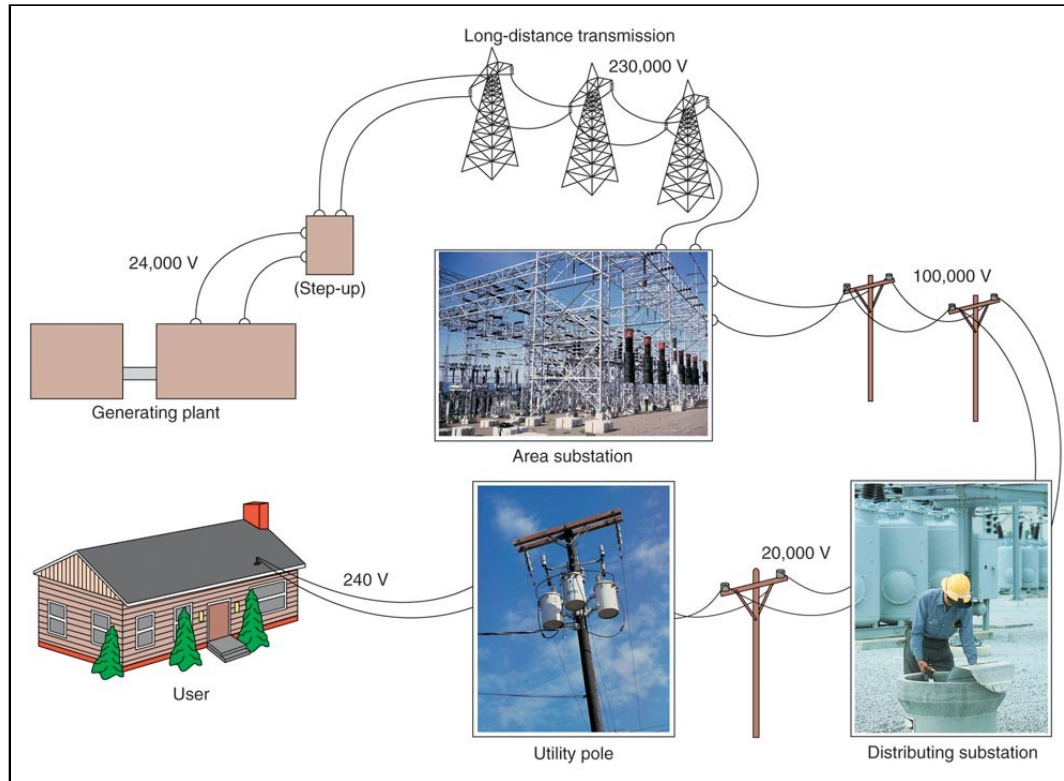 Long-distance transmission
230,000 V
24,000 V
(Step-up)
100,000 V
Generating plant
Area substation
240 V
20,000 V
User
Utility pole
Distributing substation